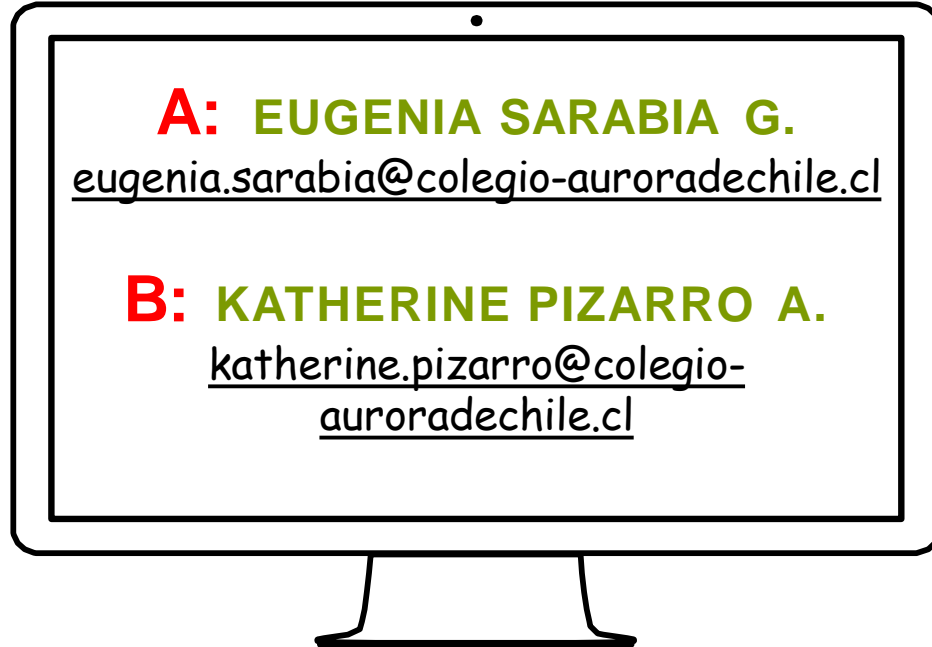 A: EUGENIA SARABIA G.
eugenia.sarabia@colegio-auroradechile.cl
B: KATHERINE PIZARRO A.
katherine.pizarro@colegio-
auroradechile.cl